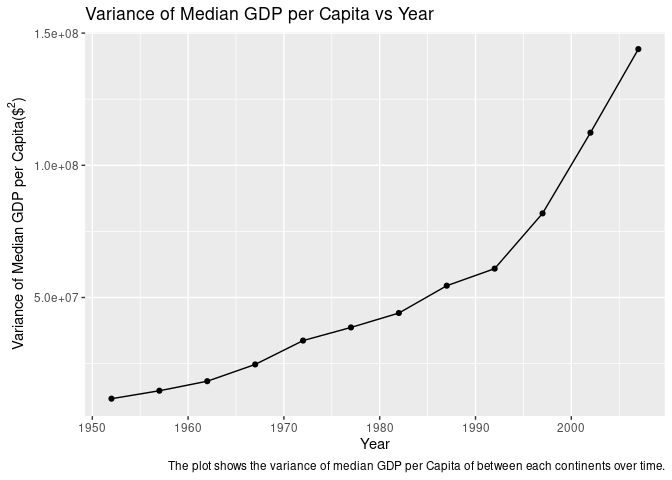 Variance of Median GDP per Capita vs Year
1.5e+08
1.0e+08
5.0e+07
Variance of Median GDP per Capita($²)
1950 1960 1970 1980 1990 2000
Year
The plot shows the variance of median GDP per Capita of between each continents over time.